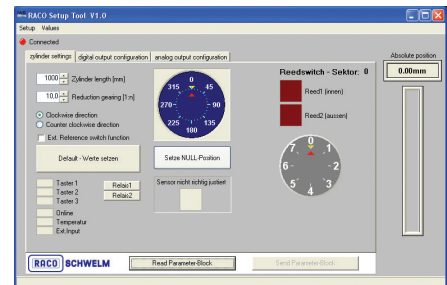 RACO Setup Tool V1.0
Setup Values
Connected
zylinder settings digital output configuration analog output configuration
Absolute position
0.00mm
1000 Zylinder length [mm]
10,0 Reduction gearing [1:n]
Clockwise direction
Counter clockwise direction
Ext. Reference switch function
Default - Werte setzen
0
45
90
135
180
225
270
315
Setze NULL-Position
Sensor nicht richtig justiert
Reedswitch - Sektor: 0
Reed1 (innen)
Reed2 (aussen)
0
1
2
3
4
5
6
7
Taster 1 Relais1
Taster 2 Relais2
Taster 3
Online
Temperatur
Ext.Input
RACO SCHWELM
Read Parameter-Block
Send Parameter-Block